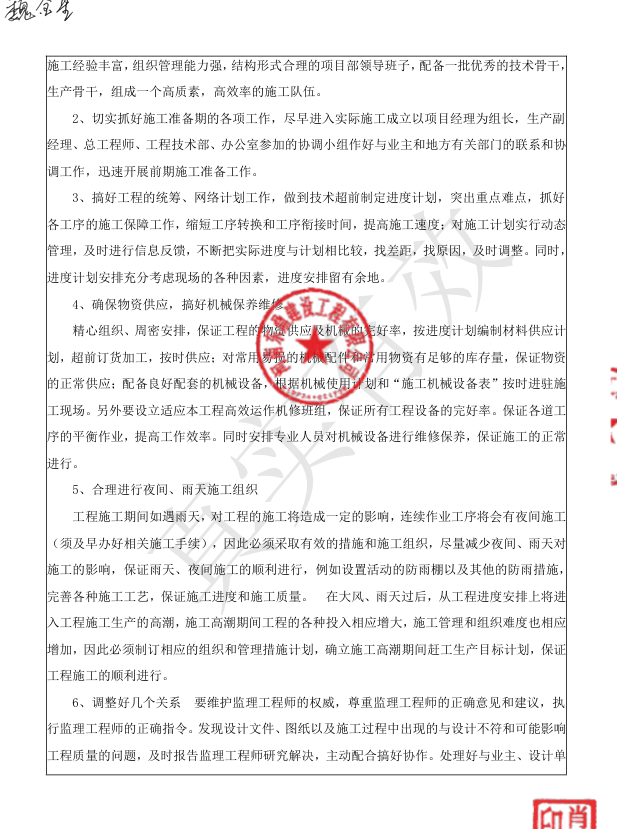 魏金生
施工经验丰富，组织管理能力强，结构形式合理的项目部领导班子，配备一批优秀的技术骨干，
生产骨干，组成一个高质素，高效率的施工队伍。
2、切实抓好施工准备期的各项工作，尽早进入实际施工成立以项目经理为组长，生产副
经理、总工程师、工程技术部、办公室参加的协调小组作好与业主和地方有关部门的联系和协
调工作，迅速开展前期施工准备工作。
3、搞好工程的统筹、网络计划工作，做到技术超前制定进度计划，突出重点难点，抓好
各工序的施工保障工作，缩短工序转换和工序衔接时间，提高施工速度；对施工计划实行动态
管理，及时进行信息反馈，不断把实际进度与计划相比较，找差距，找原因，及时调整。同时，
进度计划安排充分考虑现场的各种因素，进度安排留有余地。
4、确保物资供应，搞好机械保养维修
精心组织、周密安排，保证工程的物资供应及机械的完好率，按进度计划编制材料供应计
划，超前订货加工，按时供应；对常用易损的机械配件和常用物资有足够的库存量，保证物资
的正常供应；配备良好配套的机械设备，根据机械使用计划和“施工机械设备表”按时进驻施
工现场。另外要设立适应本工程高效运作机修班组，保证所有工程设备的完好率。保证各道工
序的平衡作业，提高工作效率。同时安排专业人员对机械设备进行维修保养，保证施工的正常
进行。
5、合理进行夜间、雨天施工组织
工程施工期间如遇雨天，对工程的施工将造成一定的影响，连续作业工序将会有夜间施工
（须及早办好相关施工手续），因此必须采取有效的措施和施工组织，尽量减少夜间、雨天对
施工的影响，保证雨天、夜间施工的顺利进行，例如设置活动的防雨棚以及其他的防雨措施，
完善各种施工工艺，保证施工进度和施工质量。 在大风、雨天过后，从工程进度安排上将进
入工程施工生产的高潮，施工高潮期间工程的各种投入相应增大，施工管理和组织难度也相应
增加，因此必须制订相应的组织和管理措施计划，确立施工高潮期间赶工生产目标计划，保证
工程施工的顺利进行。
6、调整好几个关系 要维护监理工程师的权威，尊重监理工程师的正确意见和建议，执
行监理工程师的正确指令。发现设计文件、图纸以及施工过程中出现的与设计不符和可能影响
工程质量的问题，及时报告监理工程师研究解决，主动配合搞好协作。处理好与业主、设计单
真实有效
印肖